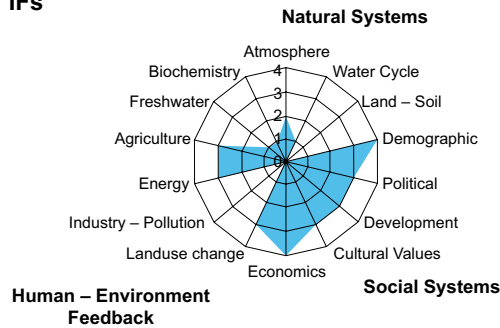 IFs
Natural Systems
Atmosphere
Biochemistry
Water Cycle
Freshwater
Land – Soil
Agriculture
Demographic
Energy
Political
Industry – Pollution
Development
Landuse change
Cultural Values
Economics
4
3
2
1
0
Social Systems
Human – Environment
Feedback